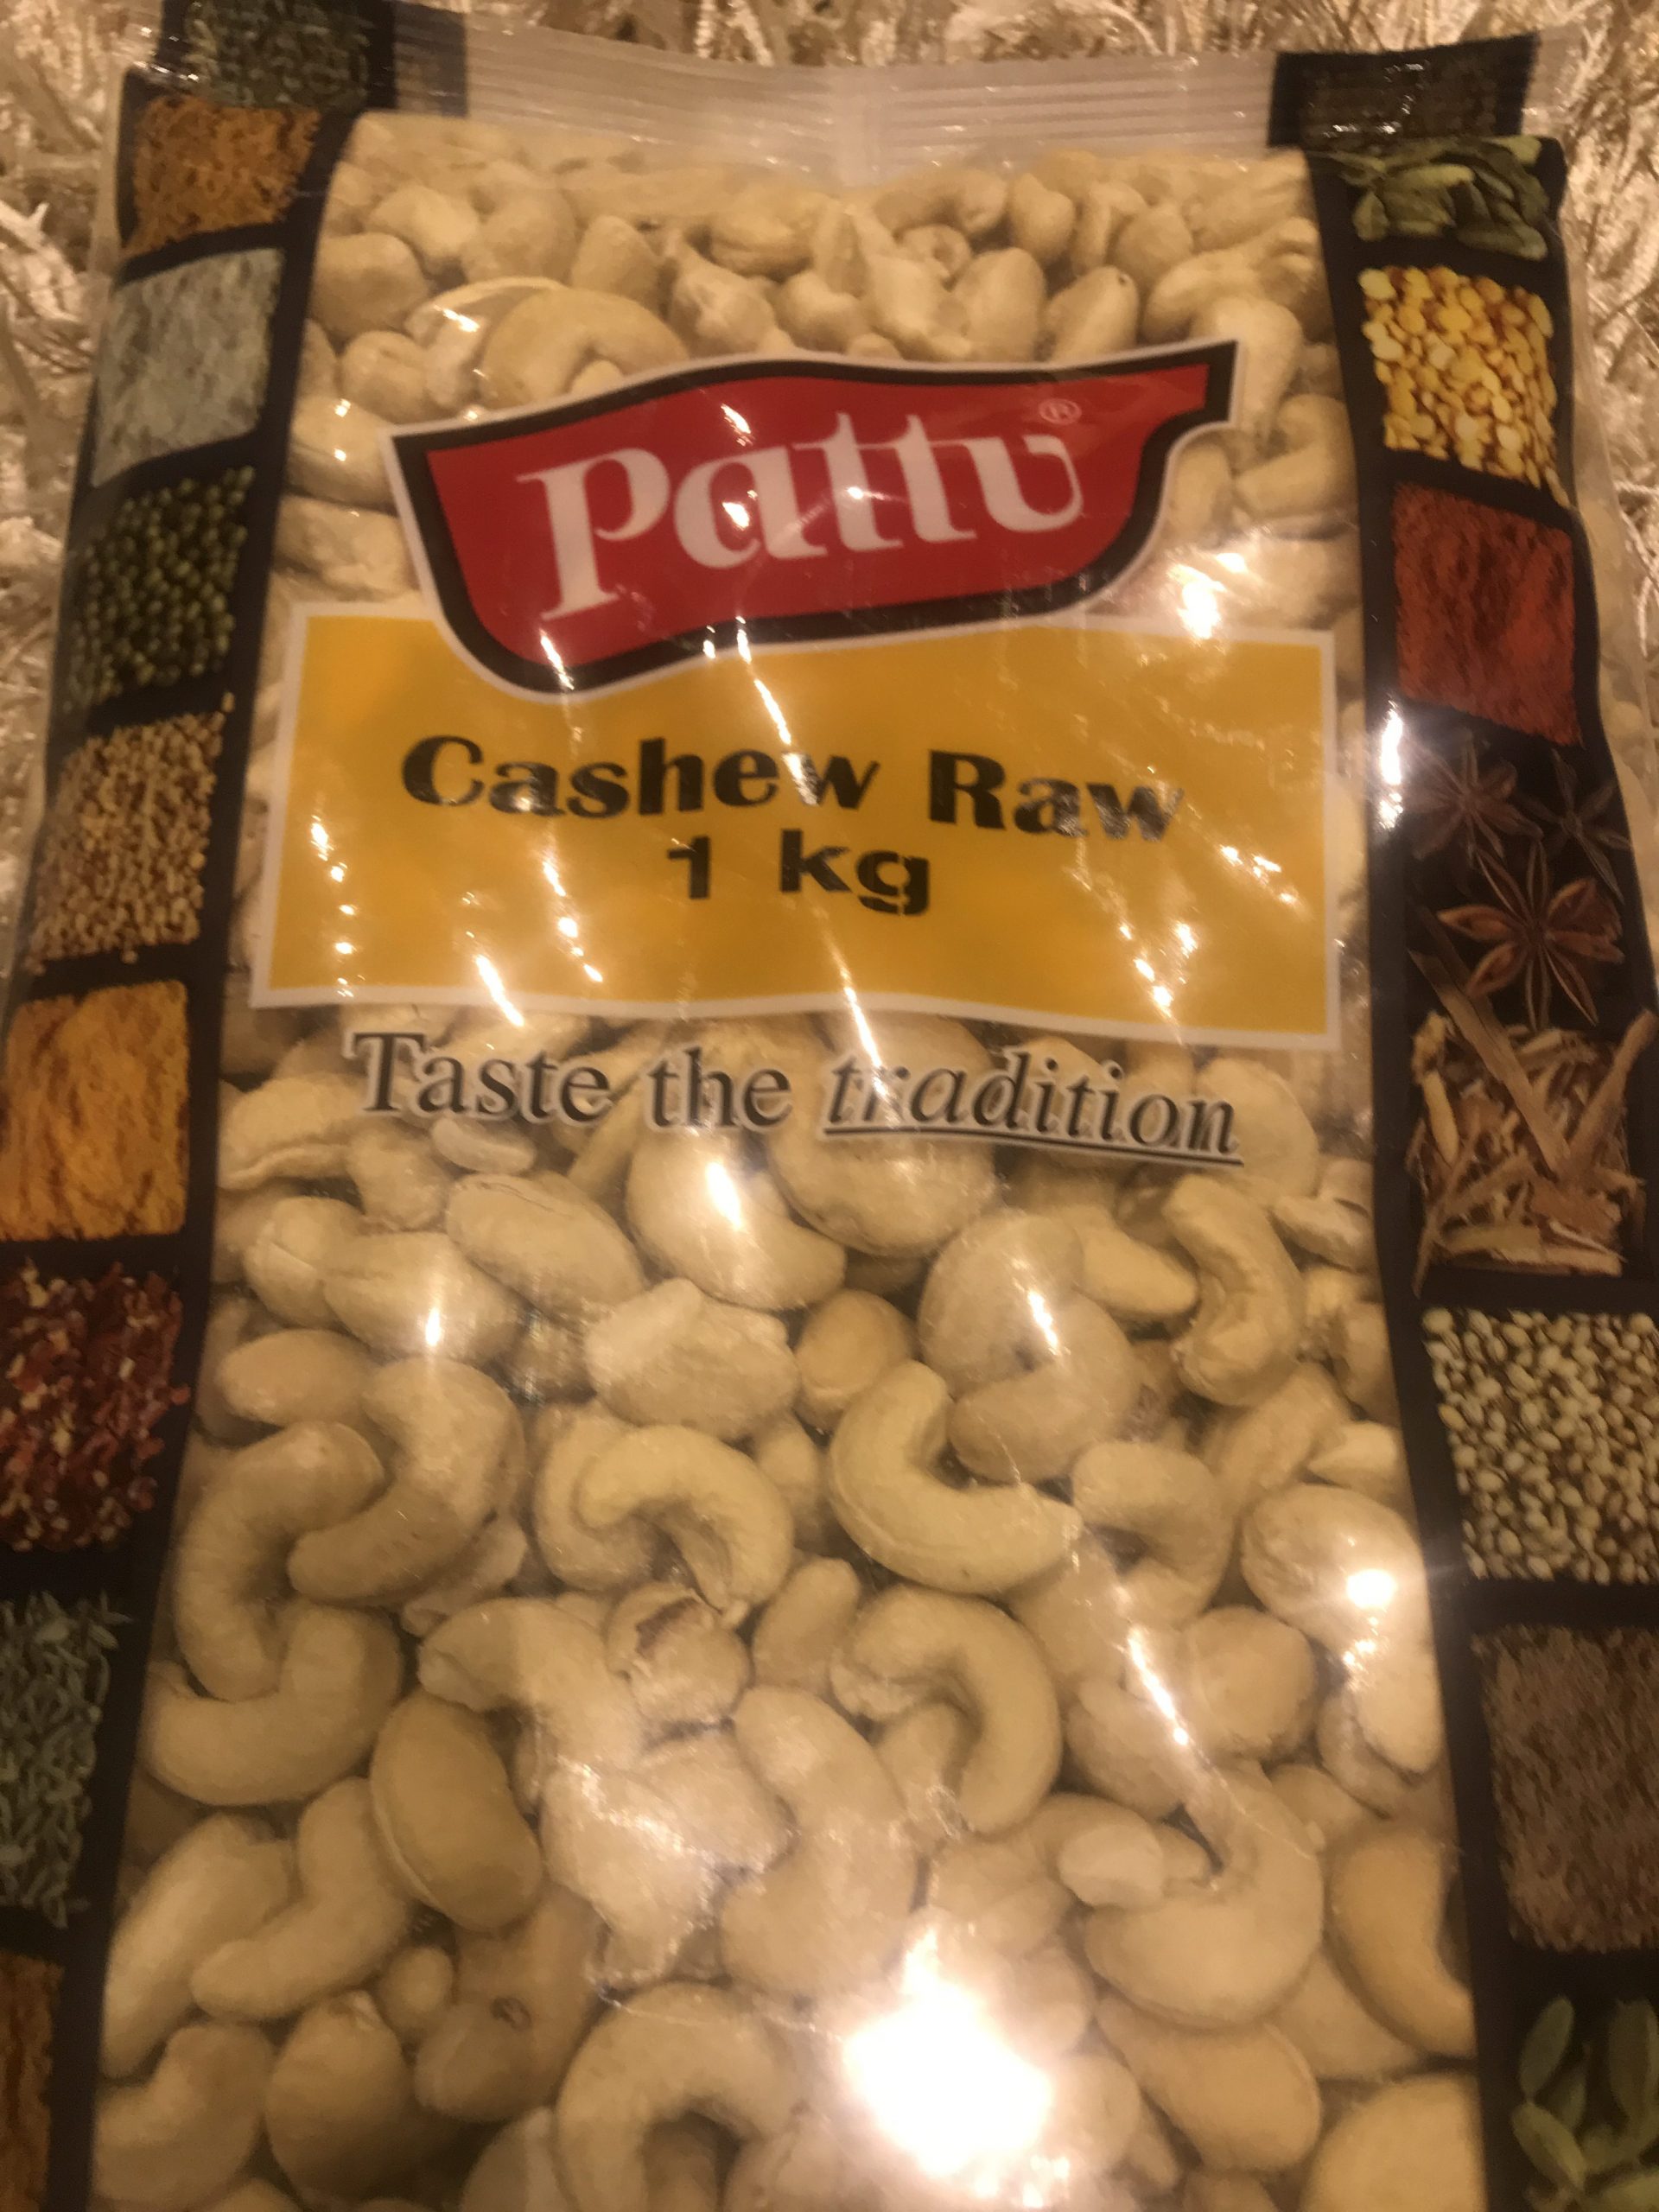 Pattu®
Cashew Raw
1 kg
Taste the tradition